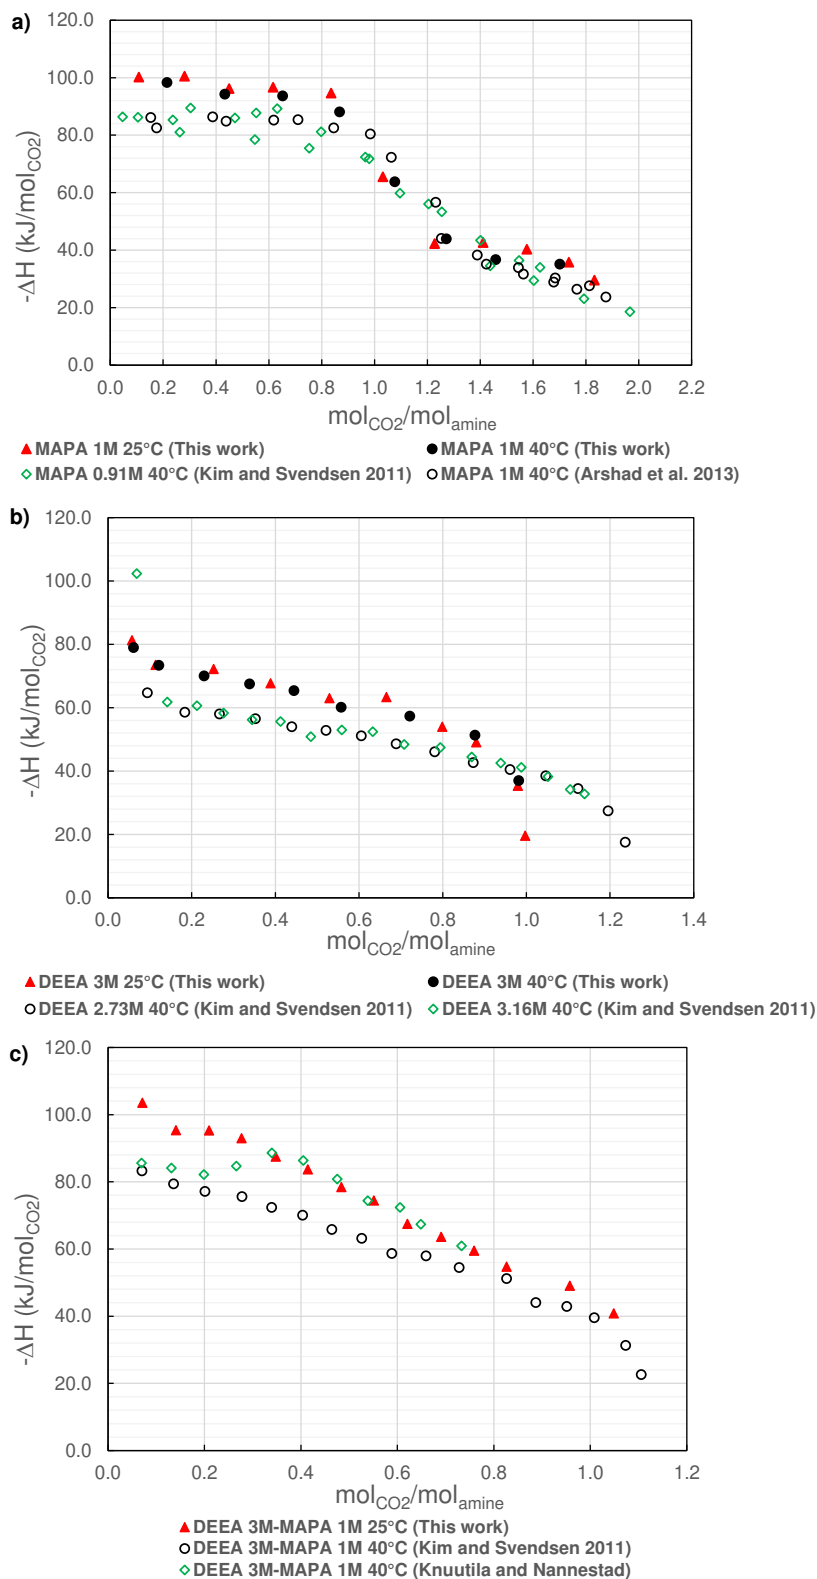 a)
120.0
100.0
80.0
60.0
40.0
20.0
0.0
-ΔH (kJ/molCO2)
0.0 0.2 0.4 0.6 0.8 1.0 1.2 1.4 1.6 1.8 2.0 2.2
molCO2/molamine
MAPA 1M 25°C (This work) MAPA 1M 40°C (This work)
MAPA 0.91M 40°C (Kim and Svendsen 2011) MAPA 1M 40°C (Arshad et al. 2013)
b)
120.0
100.0
80.0
60.0
40.0
20.0
0.0
-ΔH (kJ/molCO2)
0.0 0.2 0.4 0.6 0.8 1.0 1.2 1.4
molCO2/molamine
DEEA 3M 25°C (This work) DEEA 3M 40°C (This work)
DEEA 2.73M 40°C (Kim and Svendsen 2011) DEEA 3.16M 40°C (Kim and Svendsen 2011)
c)
120.0
100.0
80.0
60.0
40.0
20.0
0.0
-ΔH (kJ/molCO2)
0.0 0.2 0.4 0.6 0.8 1.0 1.2
molCO2/molamine
DEEA 3M-MAPA 1M 25°C (This work)
DEEA 3M-MAPA 1M 40°C (Kim and Svendsen 2011)
DEEA 3M-MAPA 1M 40°C (Knuutila and Nannestad)